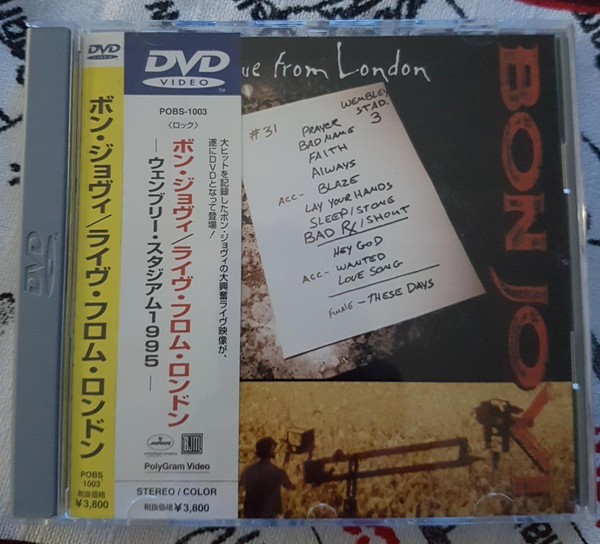 DVD
VIDEO
ボン・ジョヴィ/ライヴ・フロム・ロンドン
POBS
1003
税抜価格
¥3,800
DVD
VIDEO
TM
POBS-1003
〈ロック〉
大ヒットを記録したボン・ジョヴィの大興奮ライヴ映像が、
遂にDVDとなって登場!
ボン・ジョヴィ/ライヴ・フロム・ロンドン
―ウェンブリー・スタジアム1995―
mercury
BJM
PolyGram Video
STEREO / COLOR
税抜価格 ¥3,800
from London
WEMBLEY
STAD.
3
#31
PRAYER
BAD NAME
FAITH
ALWAYS
ACC- BLAZE
LAY YOUR HANDS
SLEEP/STONE
BAD RX/SHOUT
HEY GOD
ACC- WANTED
LOVE SONG
FINALE - THESE DAYS
BON JOVI
DVD